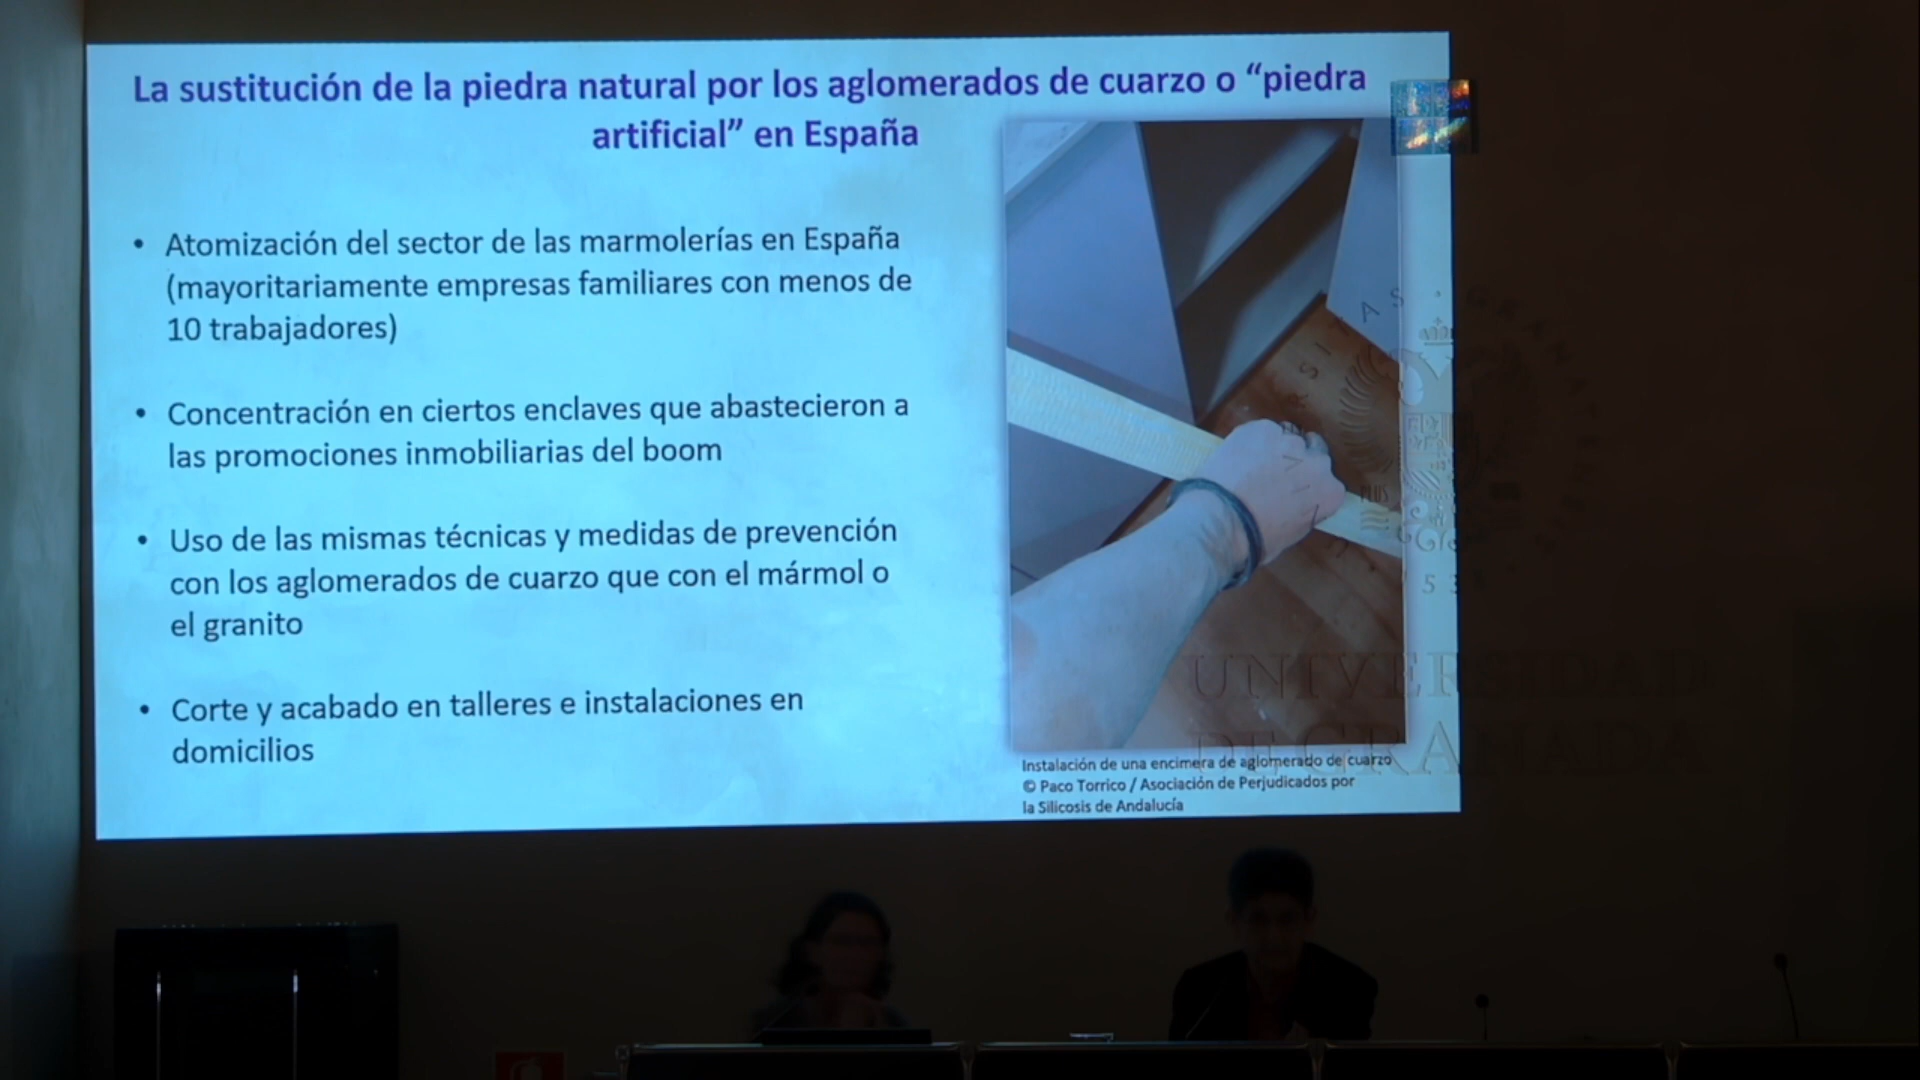 La sustitución de la piedra natural por los aglomerados de cuarzo o “piedra
artificial” en España
• Atomización del sector de las marmolerías en España
(mayoritariamente empresas familiares con menos de
10 trabajadores)
• Concentración en ciertos enclaves que abastecieron a
las promociones inmobiliarias del boom
• Uso de las mismas técnicas y medidas de prevención
con los aglomerados de cuarzo que con el mármol o
el granito
• Corte y acabado en talleres e instalaciones en
domicilios
Instalación de una encimera de aglomerado de cuarzo
© Paco Torrico / Asociación de Perjudicados por
la Silicosis de Andalucía
PLUS
UNIVERSIDAD
DE GRANADA